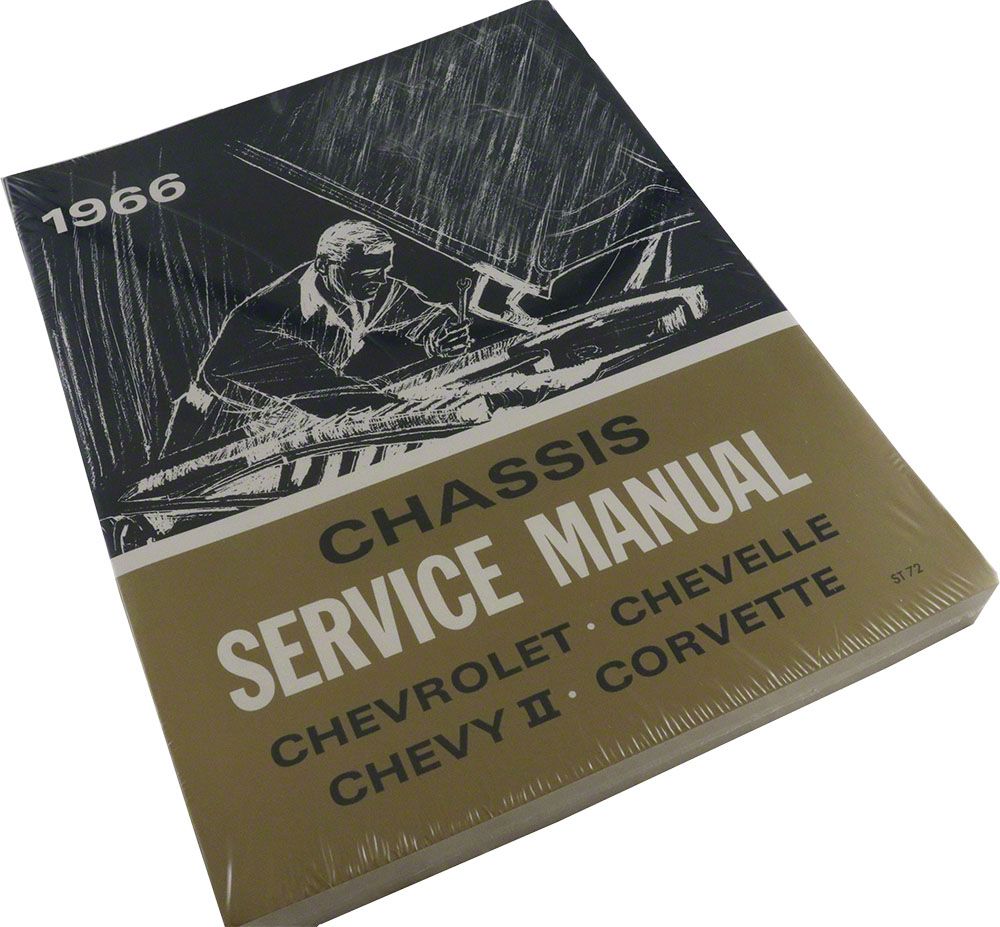 1966
CHASSIS
SERVICE MANUAL
CHEVROLET · CHEVELLE
CHEVY II · CORVETTE
ST 72